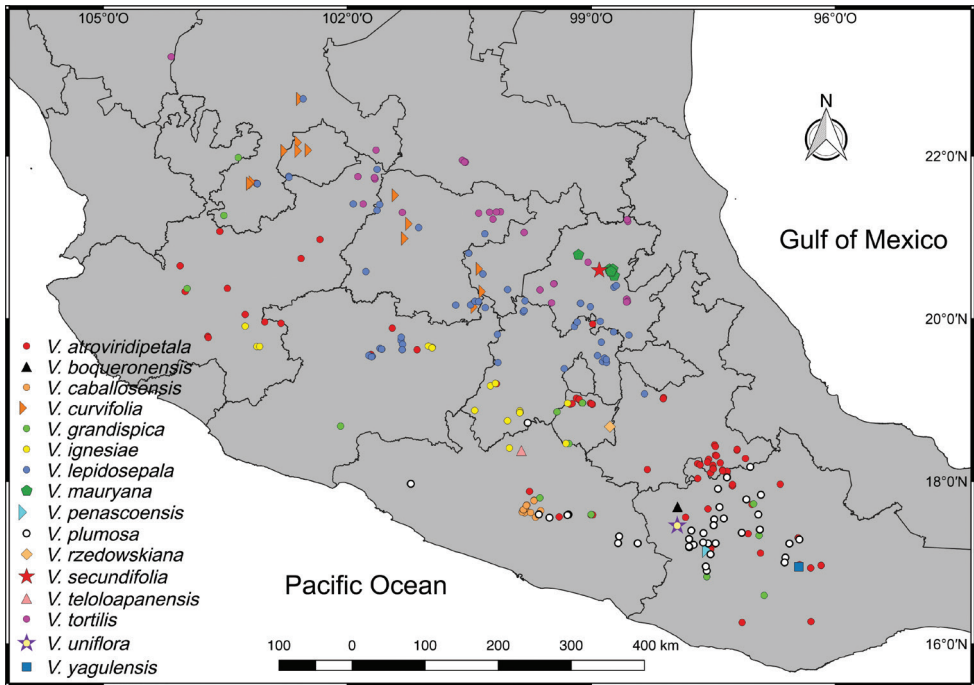 105°0'O 102°0'O 99°0'O 96°0'O
N
22°0'N
Gulf of Mexico
20°0'N
V. atroviridipetala
V. boqueronensis
V. caballosensis
V. curvifolia
V. grandispica
V. ignesiae
V. lepidosepala
V. mauryana
V. penascoensis
V. plumosa
V. rzedowskiana
V. secundifolia
V. teloloapanensis
V. tortilis
V. uniflora
V. yagulensis
18°0'N
Pacific Ocean
16°0'N
100 0 100 200 300 400 km